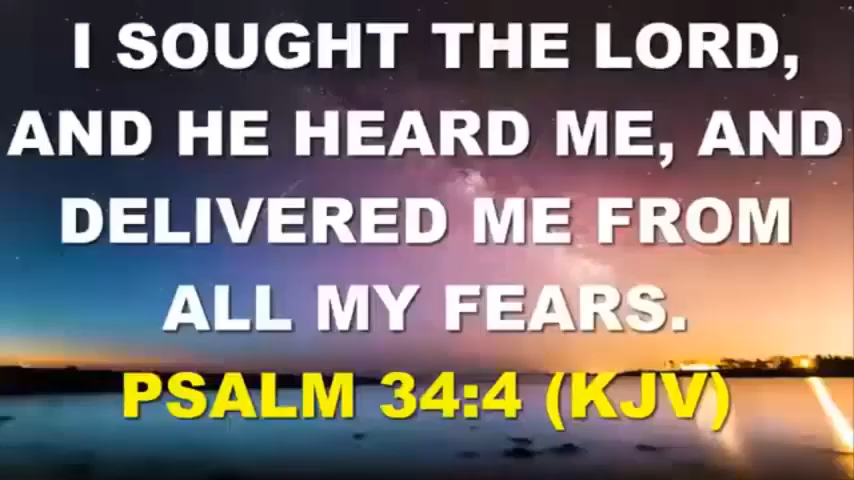 I SOUGHT THE LORD,
AND HE HEARD ME, AND
DELIVERED ME FROM
ALL MY FEARS.
PSALM 34:4 (KJV)